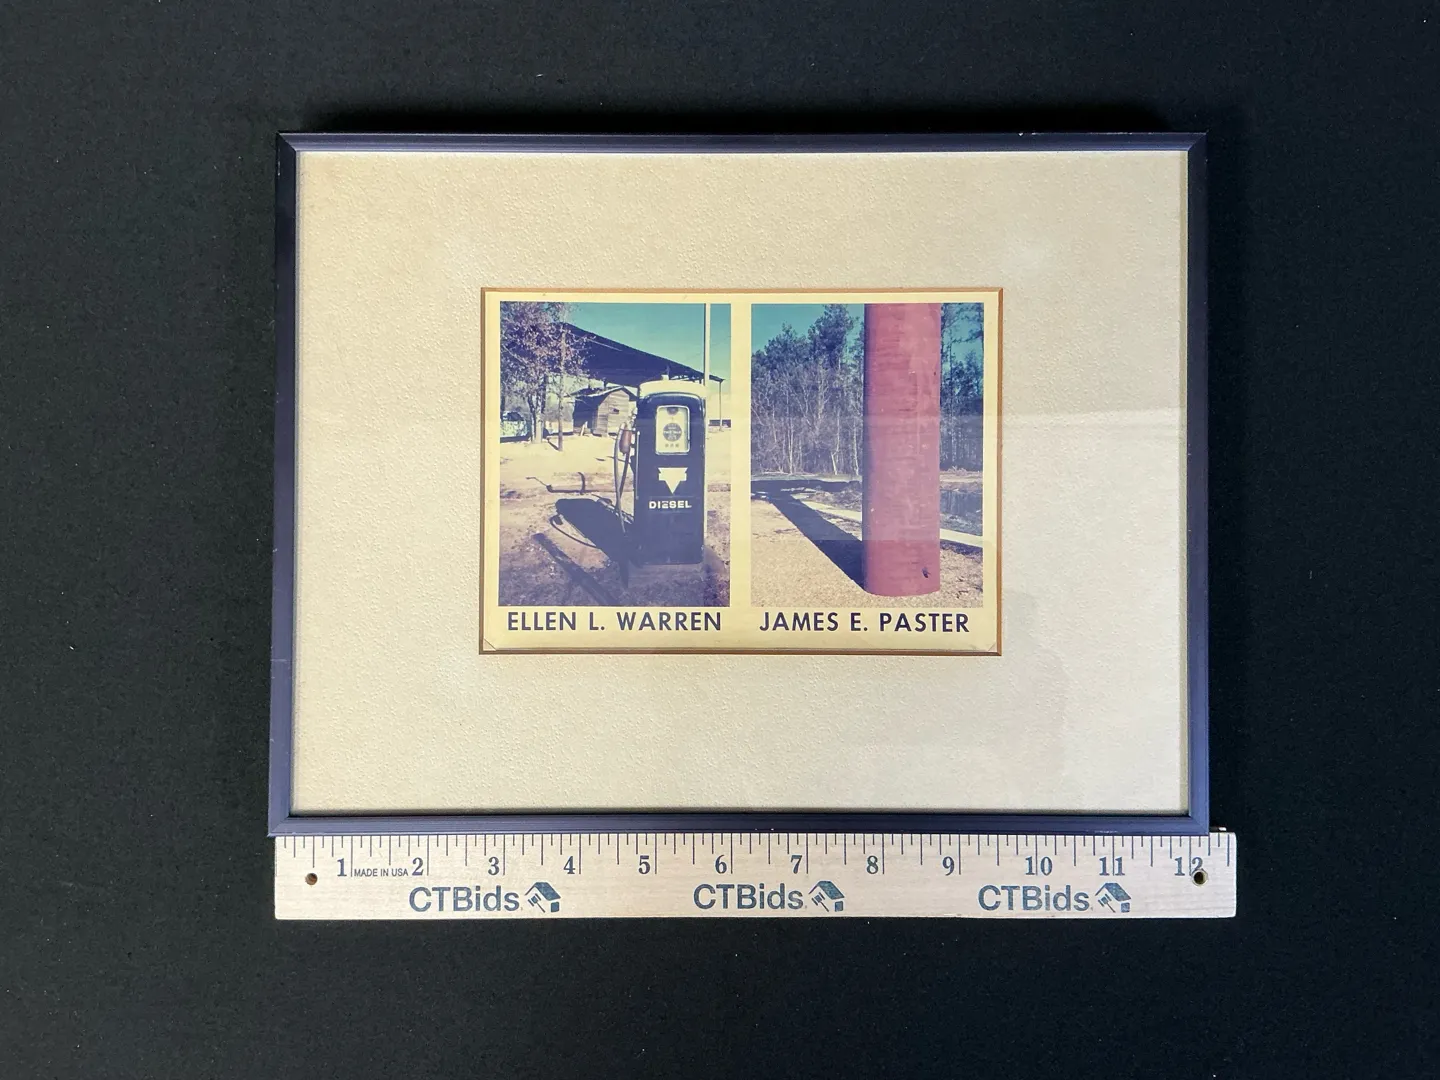 DIESEL
ELLEN L. WARREN
JAMES E. PASTER
1 MADE IN USA 2 3 4 5 6 7 8 9 10 11 12
CTBids CTBids CTBids